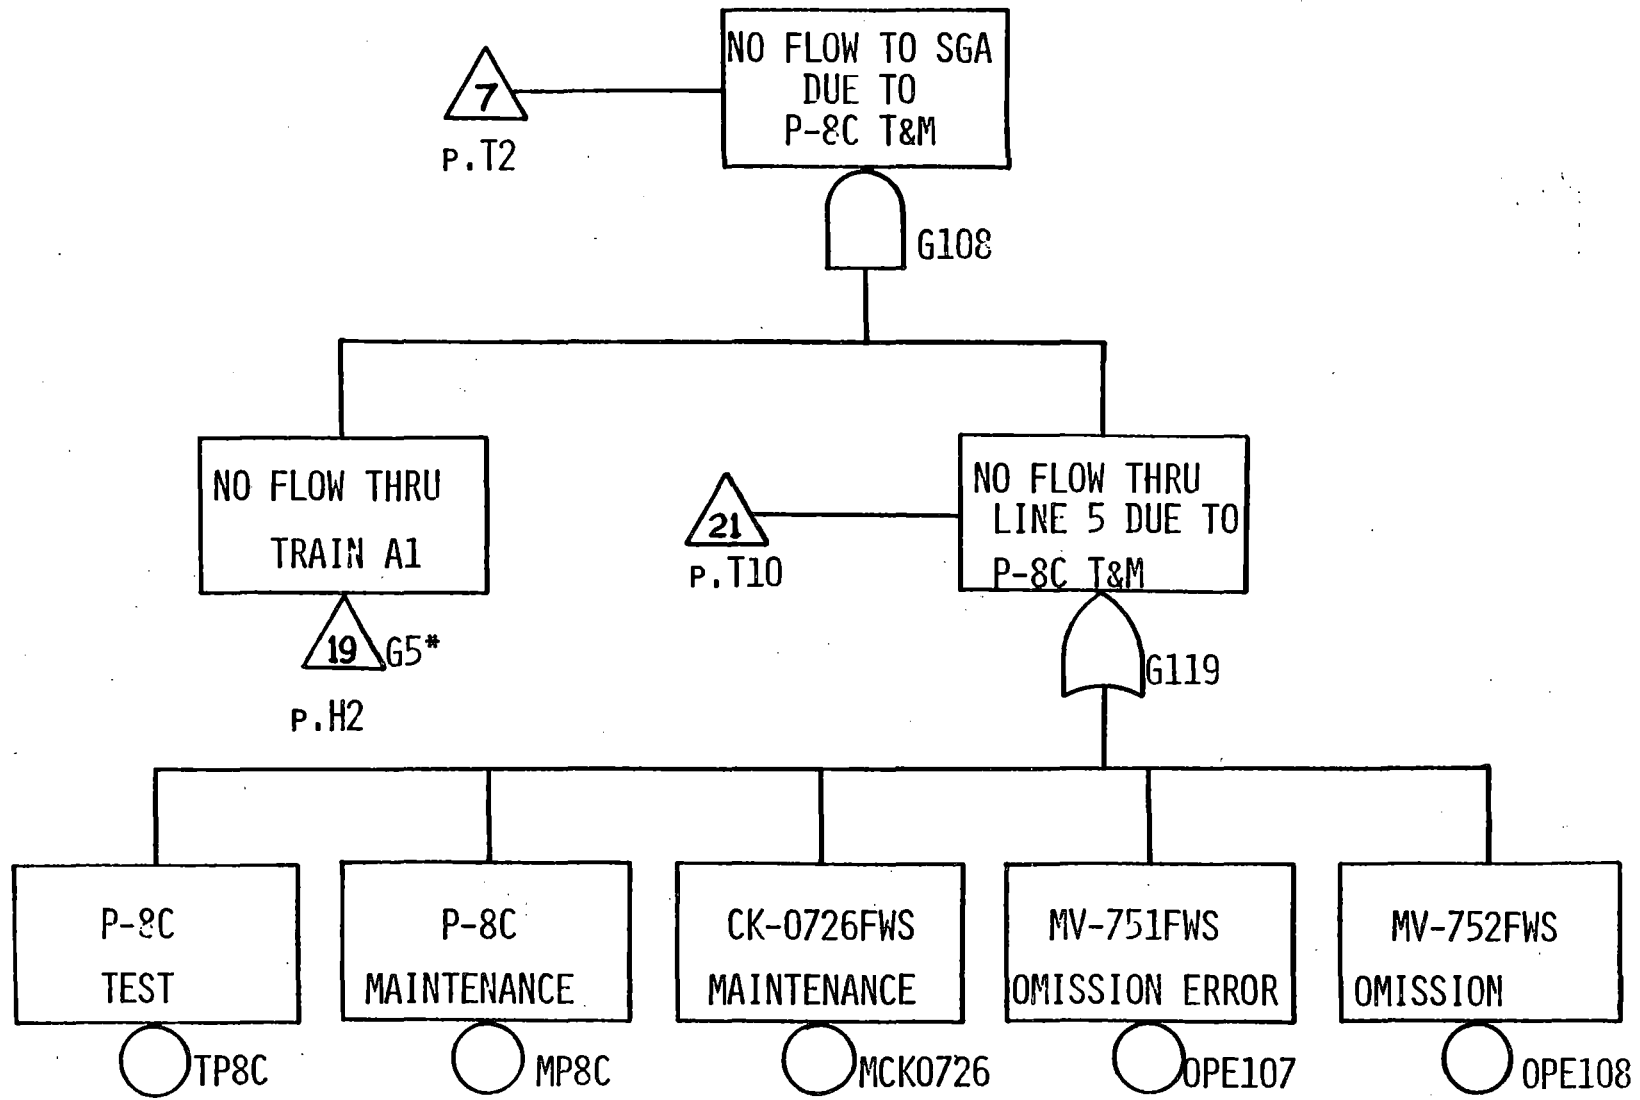 NO FLOW TO SGA
DUE TO
P-8C T&M
7
P.T2
G108
NO FLOW THRU
TRAIN A1
19
G5*
P.H2
21
P.T10
NO FLOW THRU
LINE 5 DUE TO
P-8C T&M
G119
P-8C
TEST
TP8C
P-8C
MAINTENANCE
MP8C
CK-0726FWS
MAINTENANCE
MCK0726
MV-751FWS
OMISSION ERROR
OPE107
MV-752FWS
OMISSION
OPE108